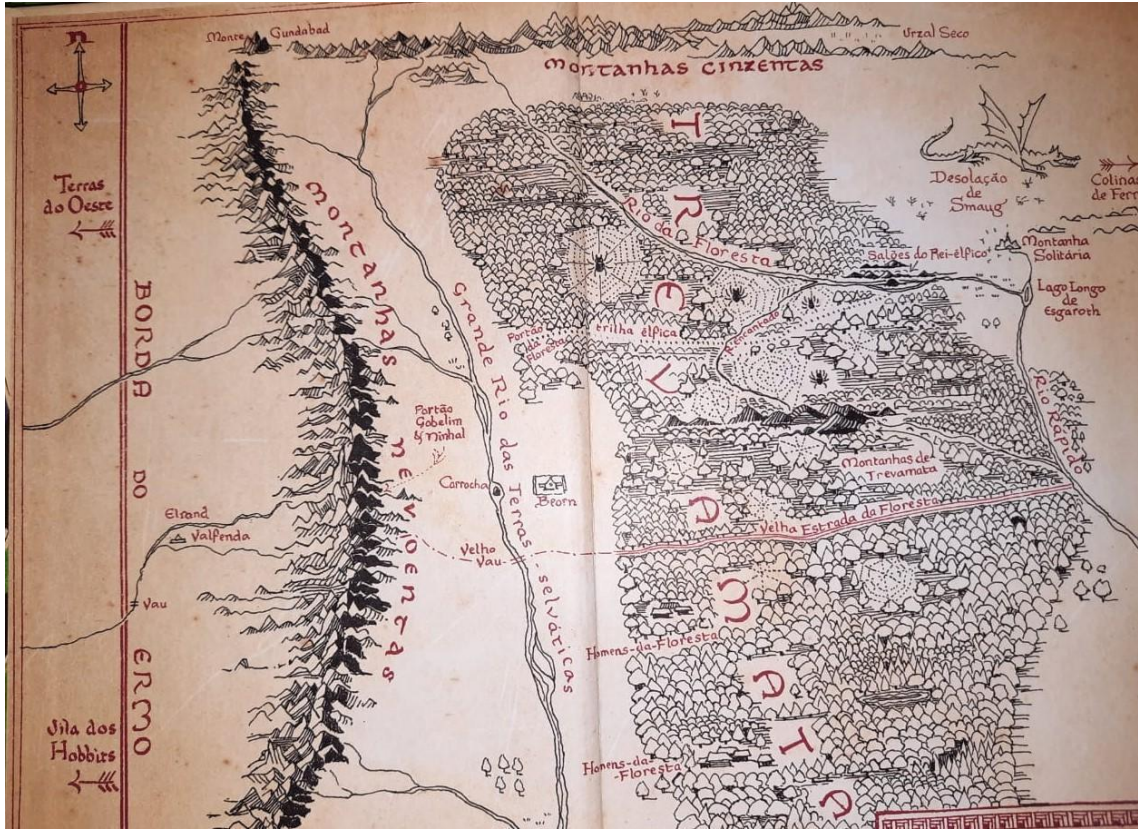 n
Monte Gundabad
Urzal Seco
MONTANHAS CINZENTAS
Terras
do Oeste
Desolação
de
Smaug
Colinas
de Ferr
MONTANHAS NEVOENTAS
Rio da Floresta
Salões do Rei-élfico
Montanha
Solitária
Lago Longo
de
Esgaroth
BORDA DO ERMO
Grande Rio das Terras-selváticas
Portão
da
Floresta
trilha élfica
R. encantado
TREVAMATA
Rio Rápido
Portão
Gobelim
& Ninhal
Carrocha
Beorn
Montanhas de
Trevamata
Velha Estrada da Floresta
Elrond
Valfenda
Velho
Vau
Vau
Homens-da-Floresta
Vila dos
Hobbits
Homens-da-
-Floresta